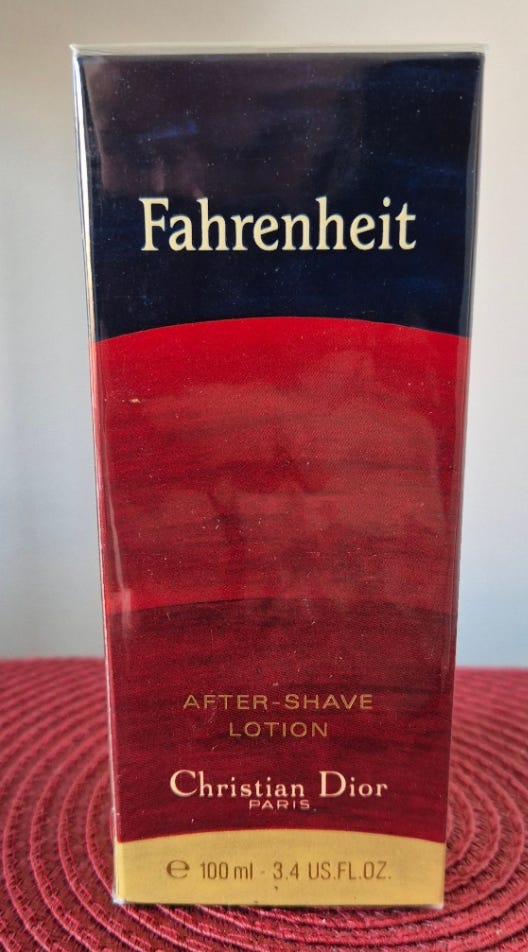 Fahrenheit
AFTER-SHAVE
LOTION
Christian Dior
PARIS
℮ 100 ml - 3.4 US.FL.OZ.